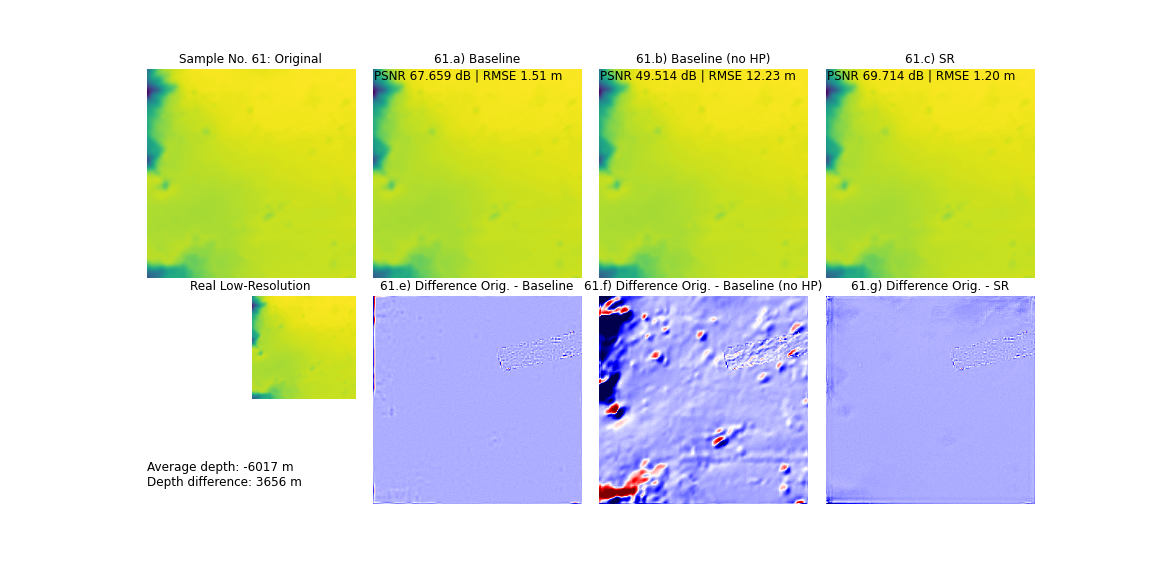 Sample No. 61: Original
61.a) Baseline
61.b) Baseline (no HP)
61.c) SR
PSNR 67.659 dB | RMSE 1.51 m
PSNR 49.514 dB | RMSE 12.23 m
PSNR 69.714 dB | RMSE 1.20 m
Real Low-Resolution
61.e) Difference Orig. - Baseline
61.f) Difference Orig. - Baseline (no HP)
61.g) Difference Orig. - SR
Average depth: -6017 m
Depth difference: 3656 m